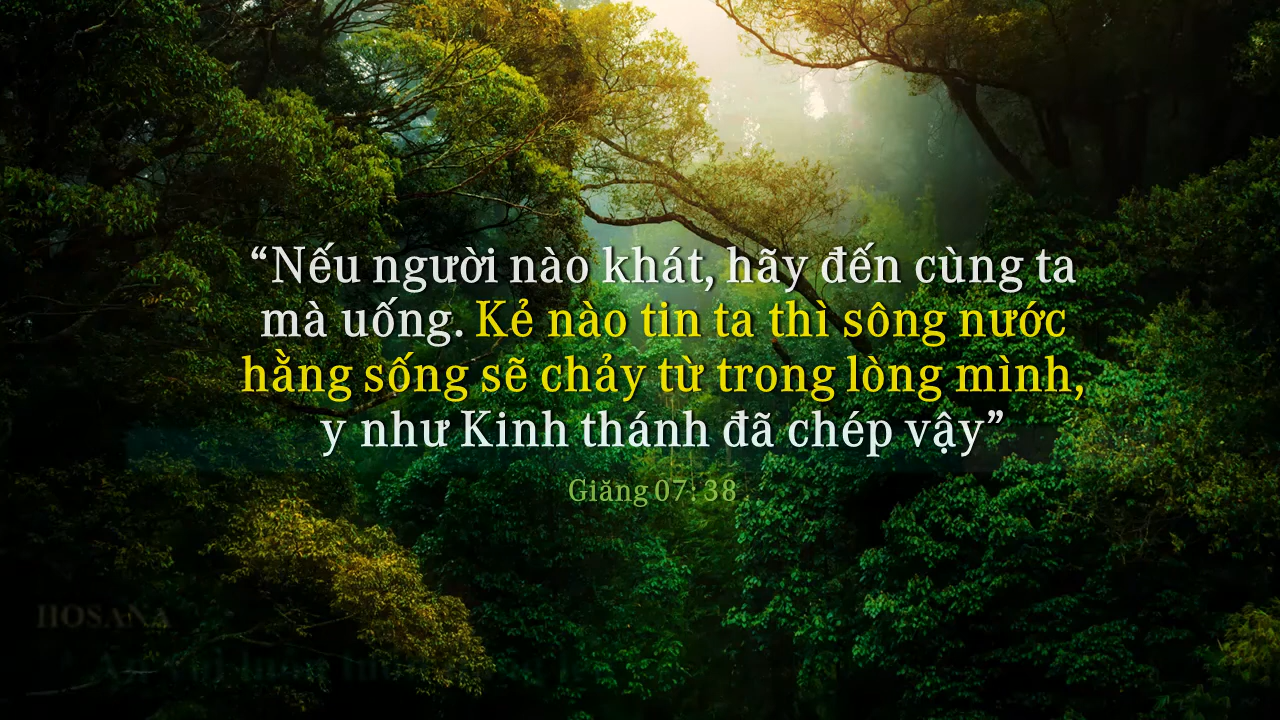 “Nếu người nào khát, hãy đến cùng ta
mà uống. Kẻ nào tin ta thì sông nước
hằng sống sẽ chảy từ trong lòng mình,
y như Kinh thánh đã chép vậy”
Giăng 07: 38
HOSANA